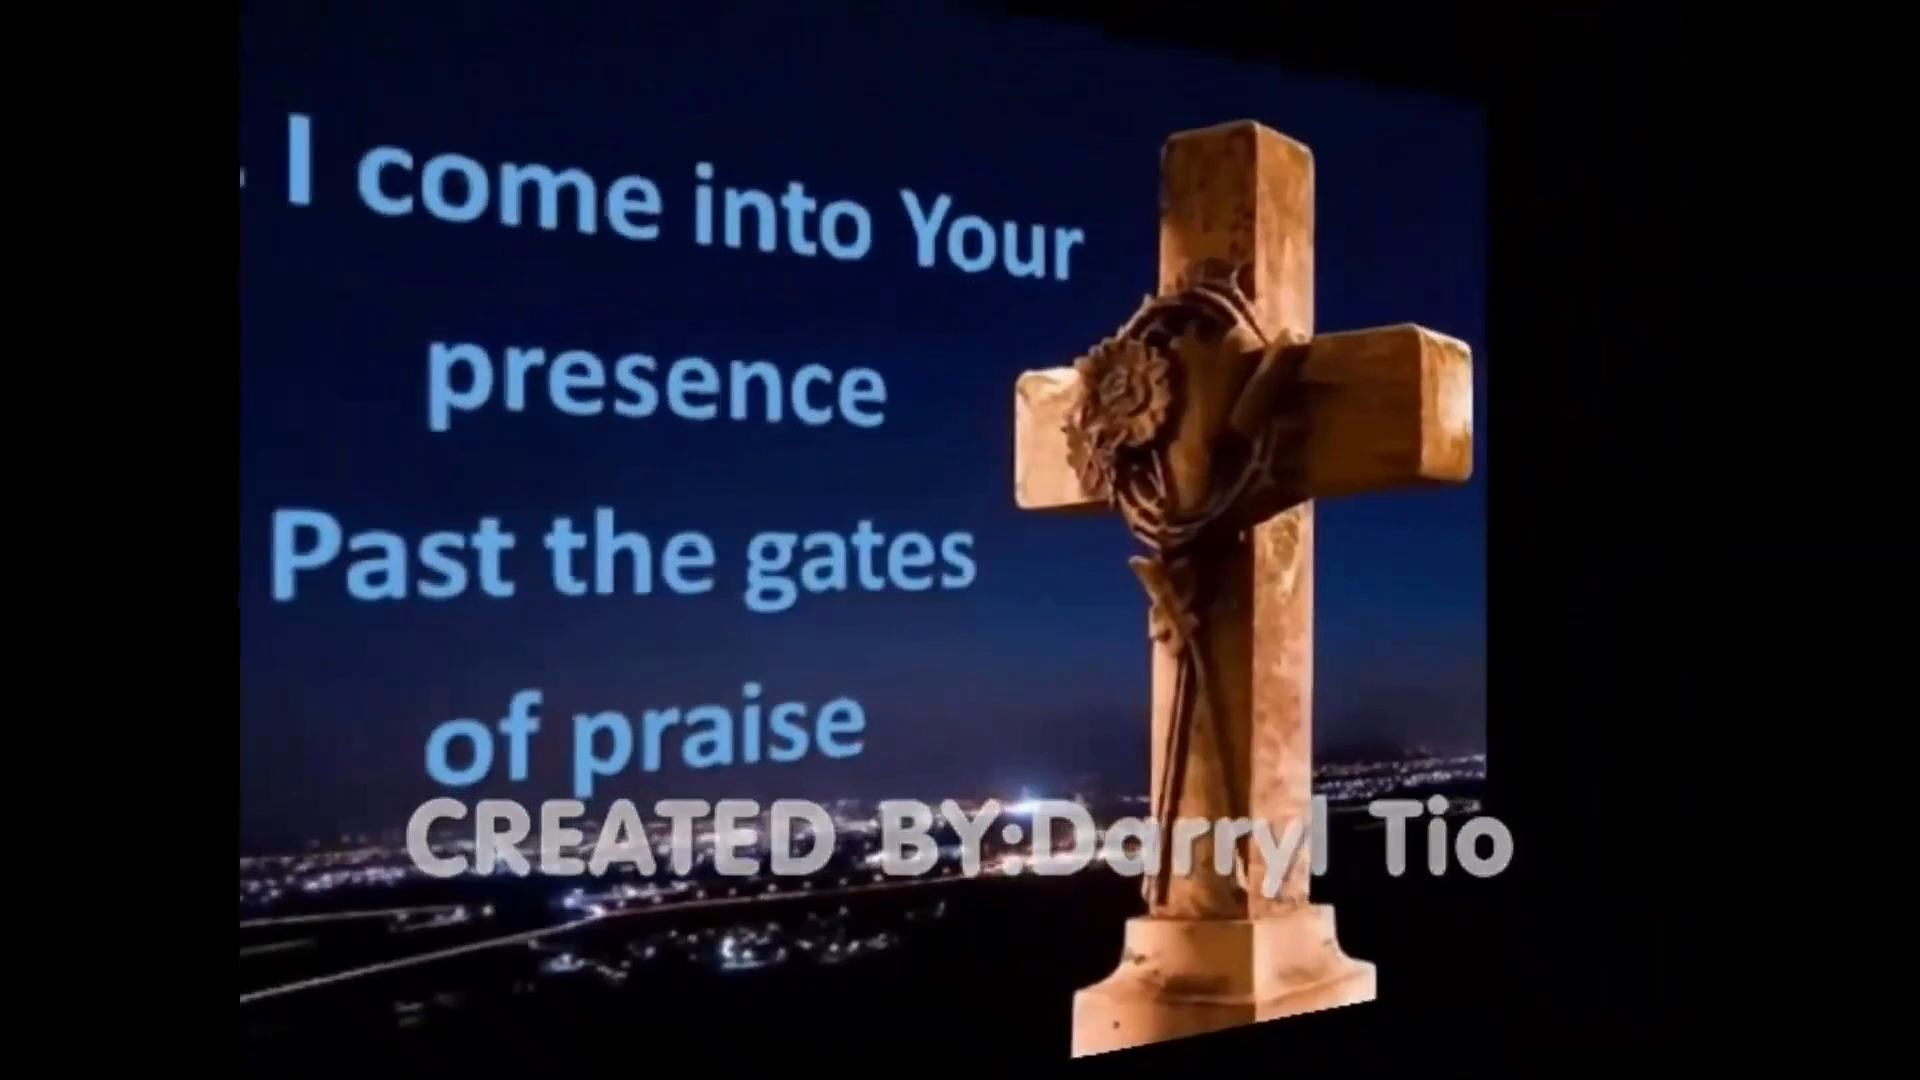 I come into Your
presence
Past the gates
of praise
CREATED BY:Darryl Tio